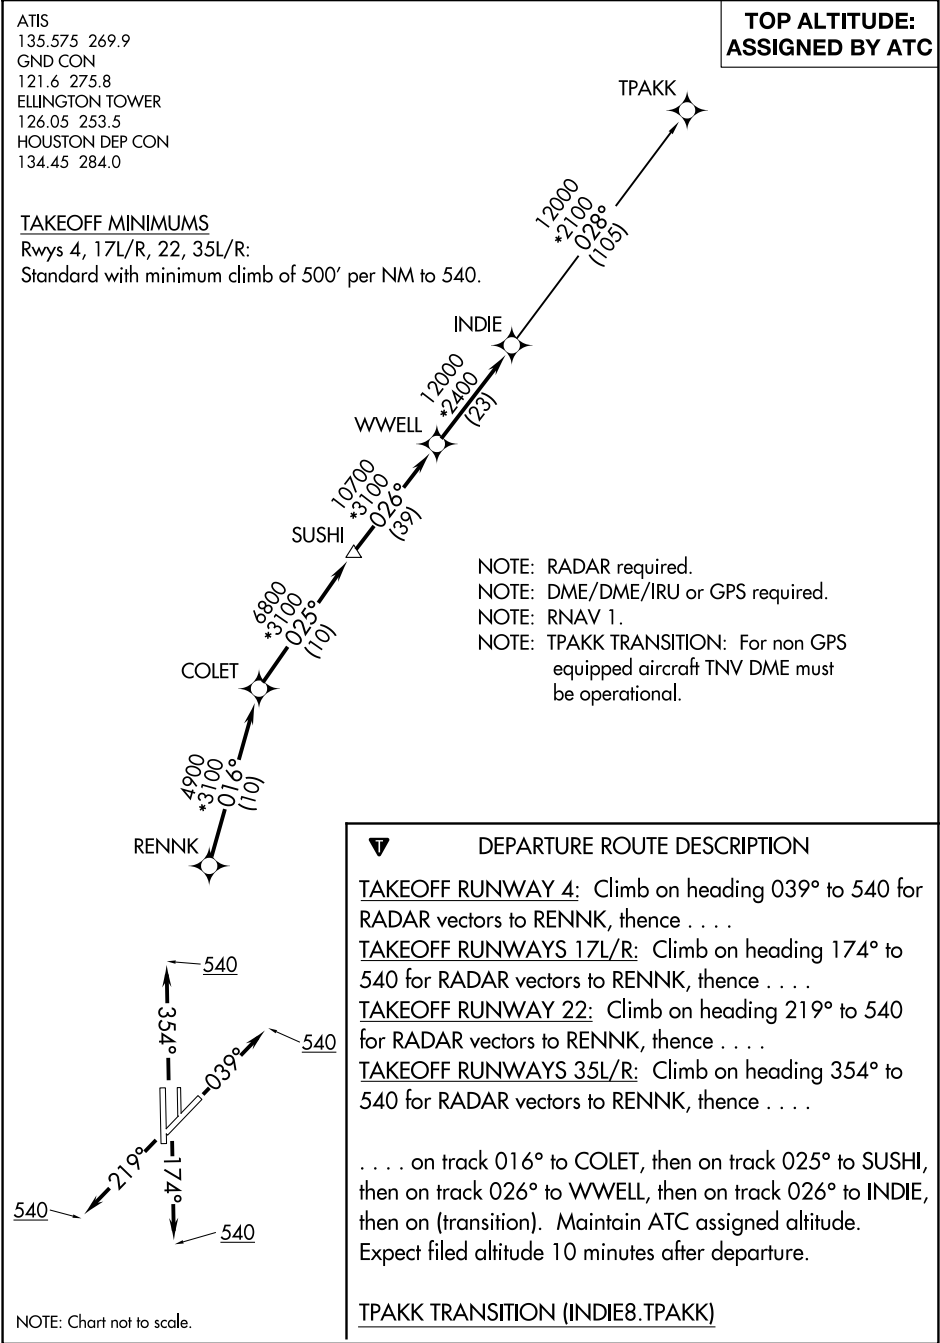 ATIS
135.575 269.9
GND CON
121.6 275.8
ELLINGTON TOWER
126.05 253.5
HOUSTON DEP CON
134.45 284.0
TOP ALTITUDE:
ASSIGNED BY ATC
TAKEOFF MINIMUMS
Rwys 4, 17L/R, 22, 35L/R:
Standard with minimum climb of 500' per NM to 540.
TPAKK
12000
*2100
028°
(105)
INDIE
12000
*2400
(23)
WWELL
10700
*3100
026°
(39)
SUSHI
6800
*3100
025°
(10)
COLET
4900
*3100
016°
(10)
RENNK
NOTE: RADAR required.
NOTE: DME/DME/IRU or GPS required.
NOTE: RNAV 1.
NOTE: TPAKK TRANSITION: For non GPS
equipped aircraft TNV DME must
be operational.
540
354°
039°
540
219°
174°
540
540
NOTE: Chart not to scale.
T
DEPARTURE ROUTE DESCRIPTION
TAKEOFF RUNWAY 4: Climb on heading 039° to 540 for
RADAR vectors to RENNK, thence . . . .
TAKEOFF RUNWAYS 17L/R: Climb on heading 174° to
540 for RADAR vectors to RENNK, thence . . . .
TAKEOFF RUNWAY 22: Climb on heading 219° to 540
for RADAR vectors to RENNK, thence . . . .
TAKEOFF RUNWAYS 35L/R: Climb on heading 354° to
540 for RADAR vectors to RENNK, thence . . . .
. . . . on track 016° to COLET, then on track 025° to SUSHI,
then on track 026° to WWELL, then on track 026° to INDIE,
then on (transition). Maintain ATC assigned altitude.
Expect filed altitude 10 minutes after departure.
TPAKK TRANSITION (INDIE8.TPAKK)